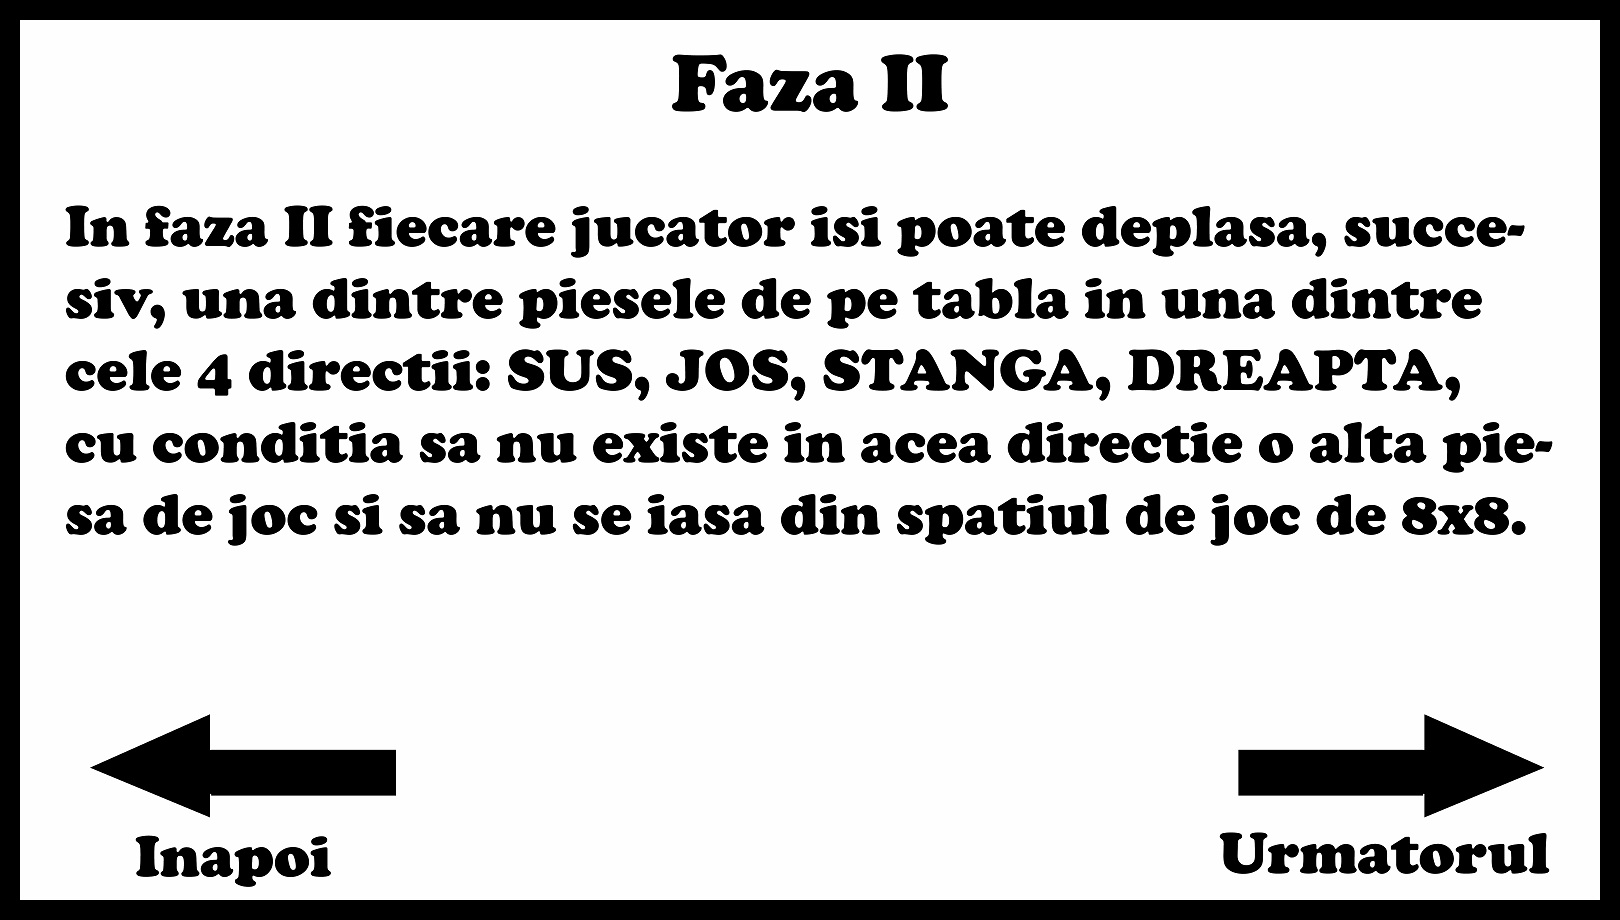 Faza II
In faza II fiecare jucator isi poate deplasa, succe-
siv, una dintre piesele de pe tabla in una dintre
cele 4 directii: SUS, JOS, STANGA, DREAPTA,
cu conditia sa nu existe in acea directie o alta pie-
sa de joc si sa nu se iasa din spatiul de joc de 8x8.
Inapoi
Urmatorul